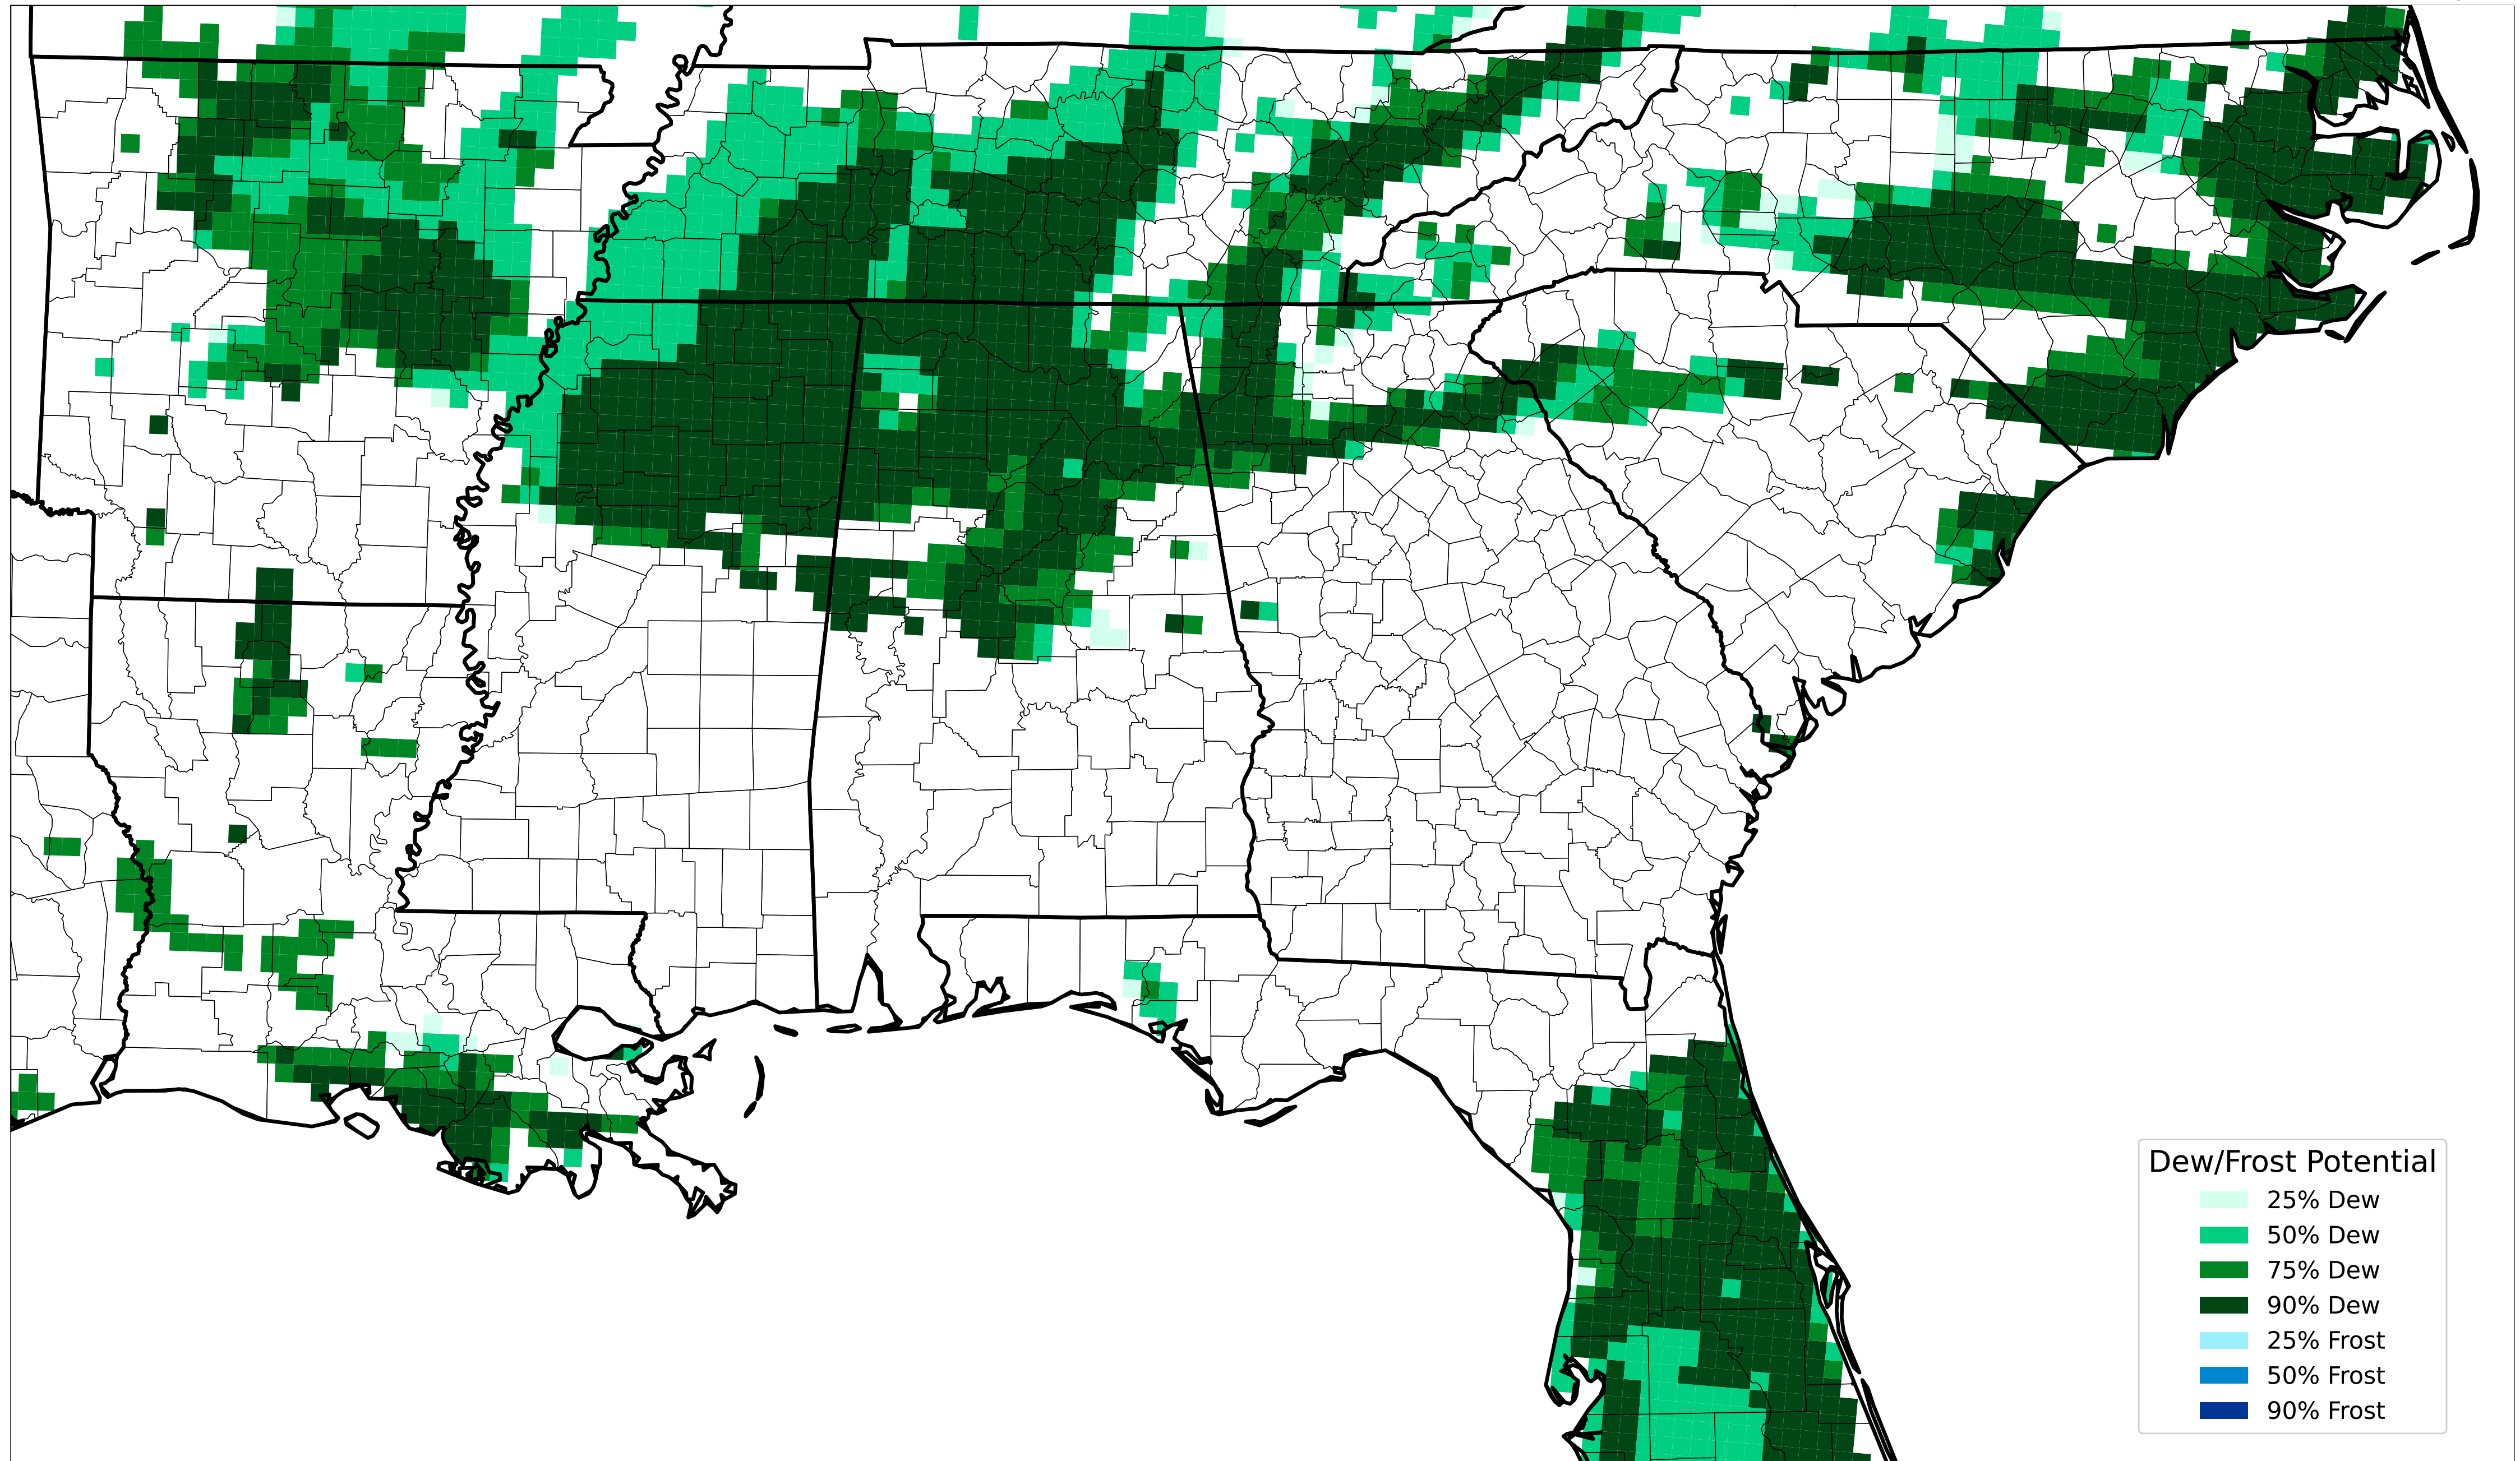 Dew/Frost Potential
25% Dew
50% Dew
75% Dew
90% Dew
25% Frost
50% Frost
90% Frost